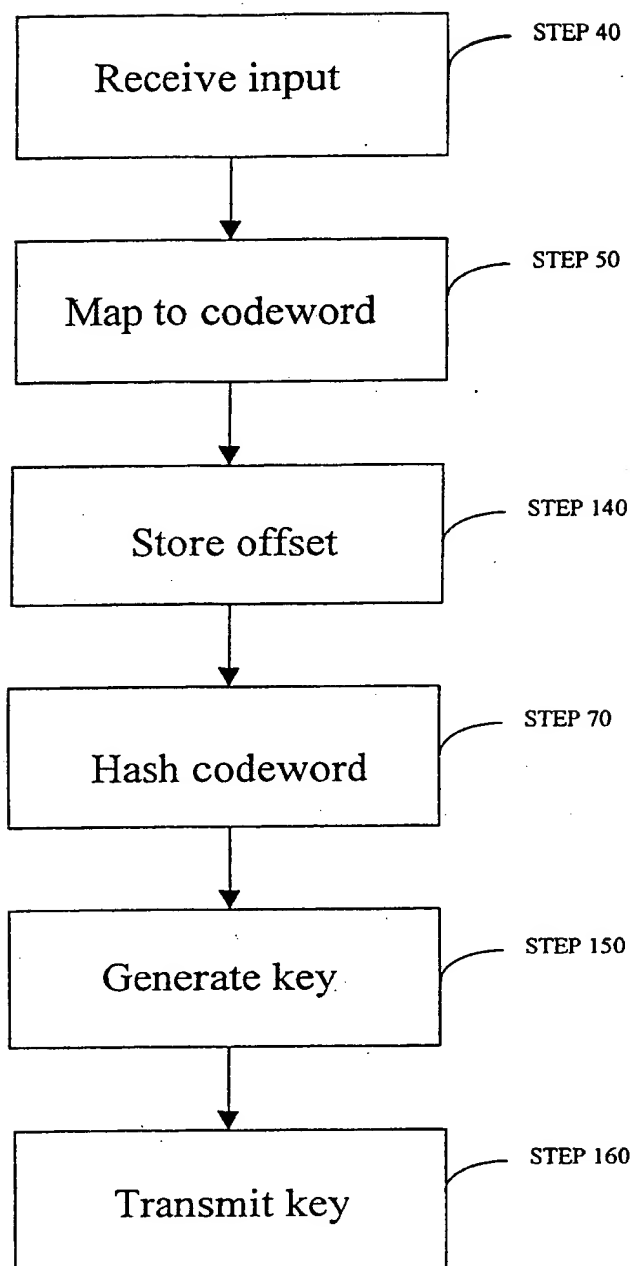 STEP 40
Receive input
STEP 50
Map to codeword
STEP 140
Store offset
STEP 70
Hash codeword
STEP 150
Generate key
STEP 160
Transmit key